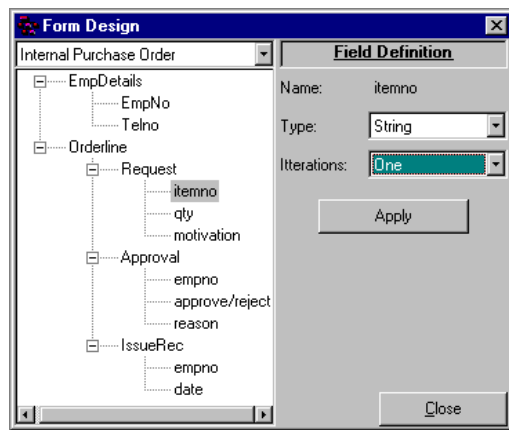 Form Design
Internal Purchase Order
EmpDetails
EmpNo
Telno
Orderline
Request
itemno
qty
motivation
Approval
empno
approve/reject
reason
IssueRec
empno
date
Field Definition
Name: itemno
Type: String
Itterations: One
Apply
Close